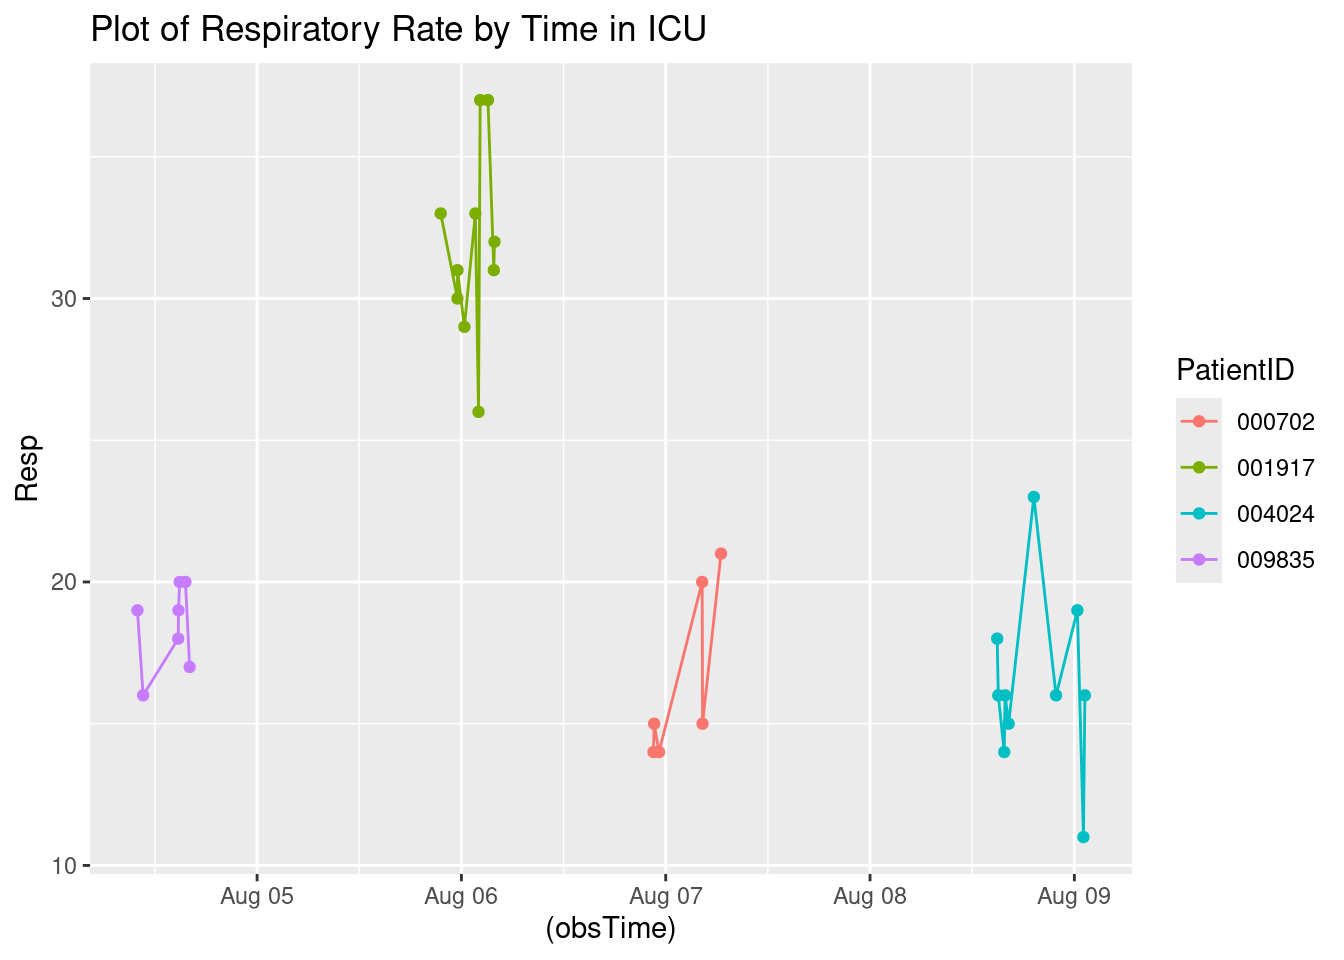 Plot of Respiratory Rate by Time in ICU
30
20
10
Resp
Aug 05
Aug 06
Aug 07
Aug 08
Aug 09
(obsTime)
PatientID
000702
001917
004024
009835